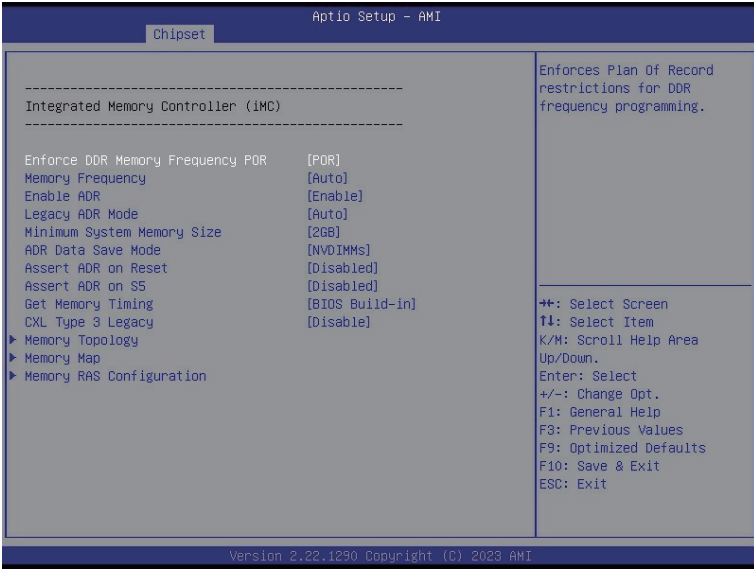 Aptio Setup – AMI
Chipset
------------------------------------------------
Integrated Memory Controller (iMC)
------------------------------------------------
Enforce DDR Memory Frequency POR [POR]
Memory Frequency [Auto]
Enable ADR [Enable]
Legacy ADR Mode [Auto]
Minimum System Memory Size [2GB]
ADR Data Save Mode [NVDIMMs]
Assert ADR on Reset [Disabled]
Assert ADR on S5 [Disabled]
Get Memory Timing [BIOS Build-in]
CXL Type 3 Legacy [Disable]
Memory Topology
Memory Map
Memory RAS Configuration
Enforces Plan Of Record
restrictions for DDR
frequency programming.
→←: Select Screen
↑↓: Select Item
K/M: Scroll Help Area
Up/Down.
Enter: Select
+/-: Change Opt.
F1: General Help
F3: Previous Values
F9: Optimized Defaults
F10: Save & Exit
ESC: Exit
Version 2.22.1290 Copyright (C) 2023 AMI